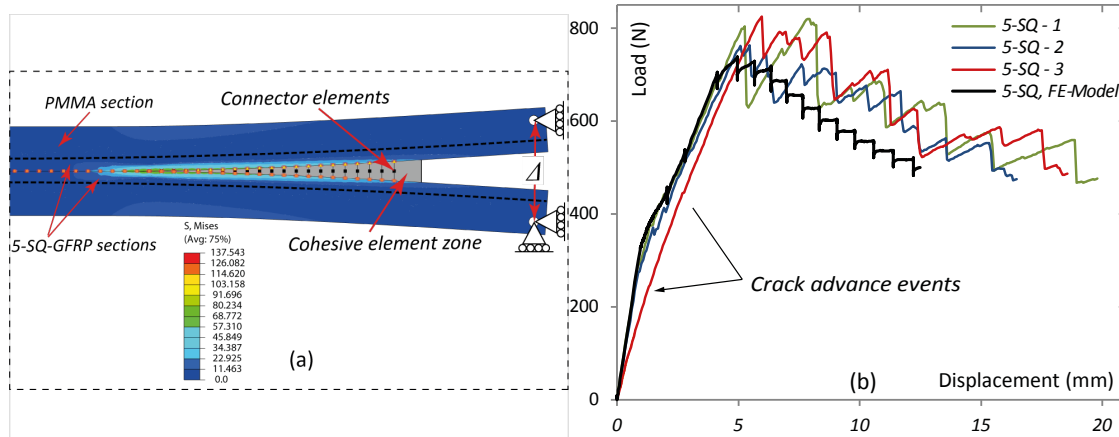 PMMA section
Connector elements
Δ
5-SQ-GFRP sections
Cohesive element zone
S, Mises
(Avg: 75%)
137.543
126.082
114.620
103.158
91.696
80.234
68.772
57.310
45.849
34.387
22.925
11.463
0.0
(a)
Load (N)
800
600
400
200
0
0
5
10
15
20
5-SQ - 1
5-SQ - 2
5-SQ - 3
5-SQ, FE-Model
Crack advance events
(b)
Displacement (mm)